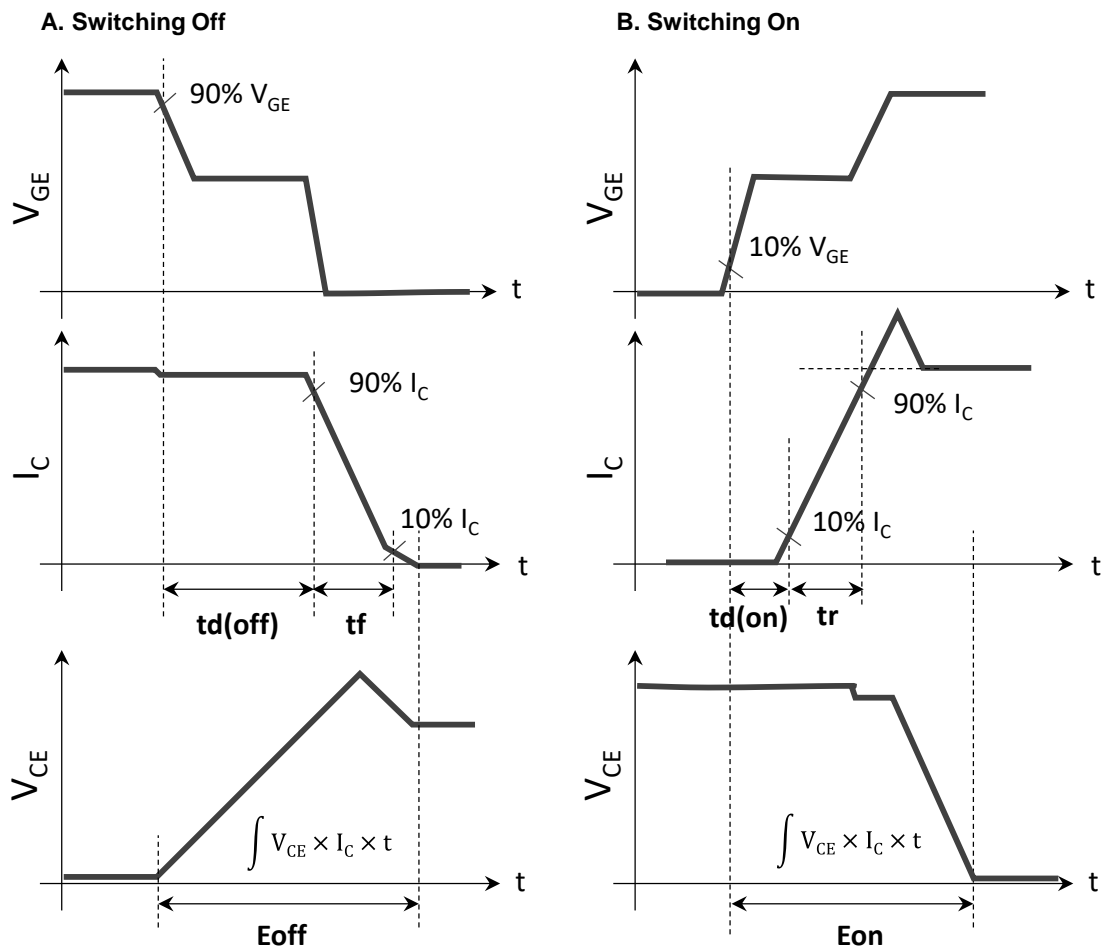 A. Switching Off
90% V_GE
V_GE
t
90% I_C
I_C
10% I_C
t
td(off)
tf
V_CE
∫ V_CE × I_C × t
t
Eoff
B. Switching On
V_GE
10% V_GE
t
90% I_C
I_C
10% I_C
t
td(on)
tr
V_CE
∫ V_CE × I_C × t
t
Eon